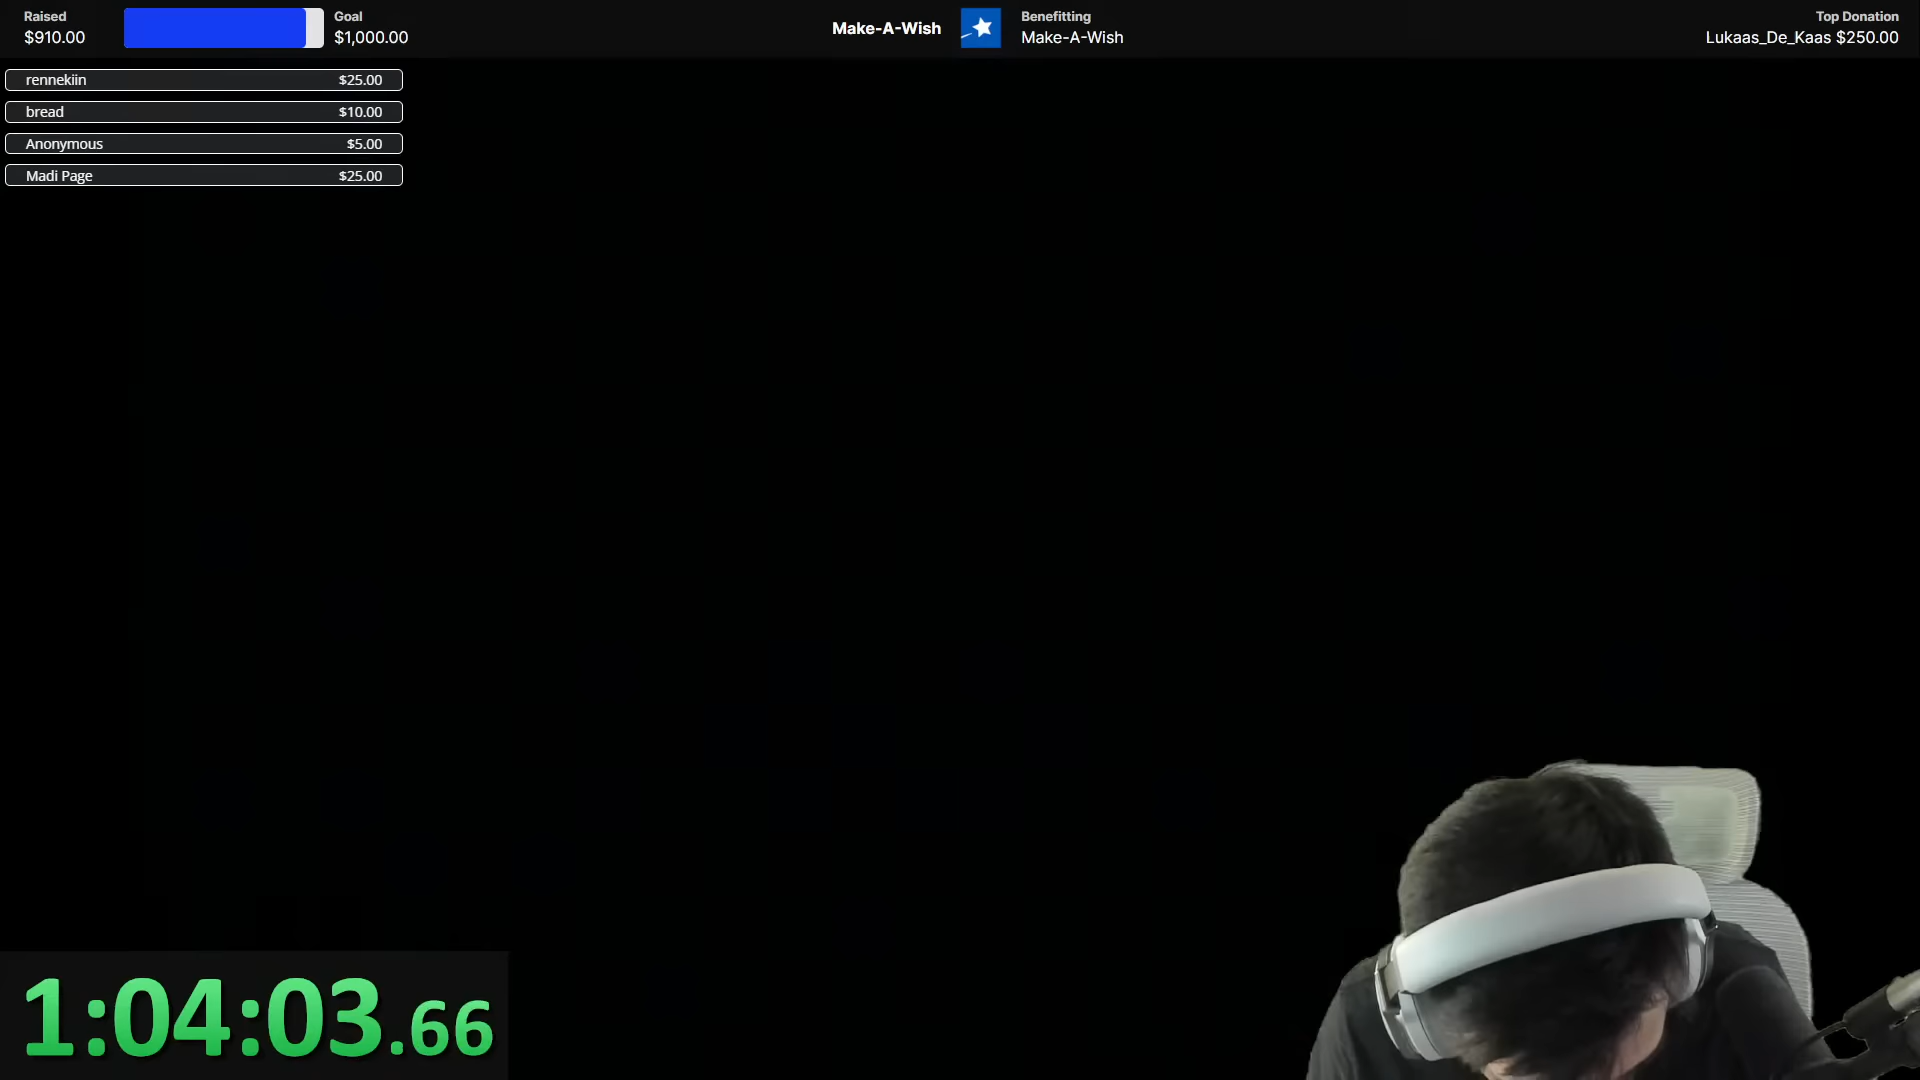 Raised
$910.00
Goal
$1,000.00
Make-A-Wish
Benefitting
Make-A-Wish
Top Donation
Lukaas_De_Kaas $250.00
rennekiin $25.00
bread $10.00
Anonymous $5.00
Madi Page $25.00
1:04:03.66